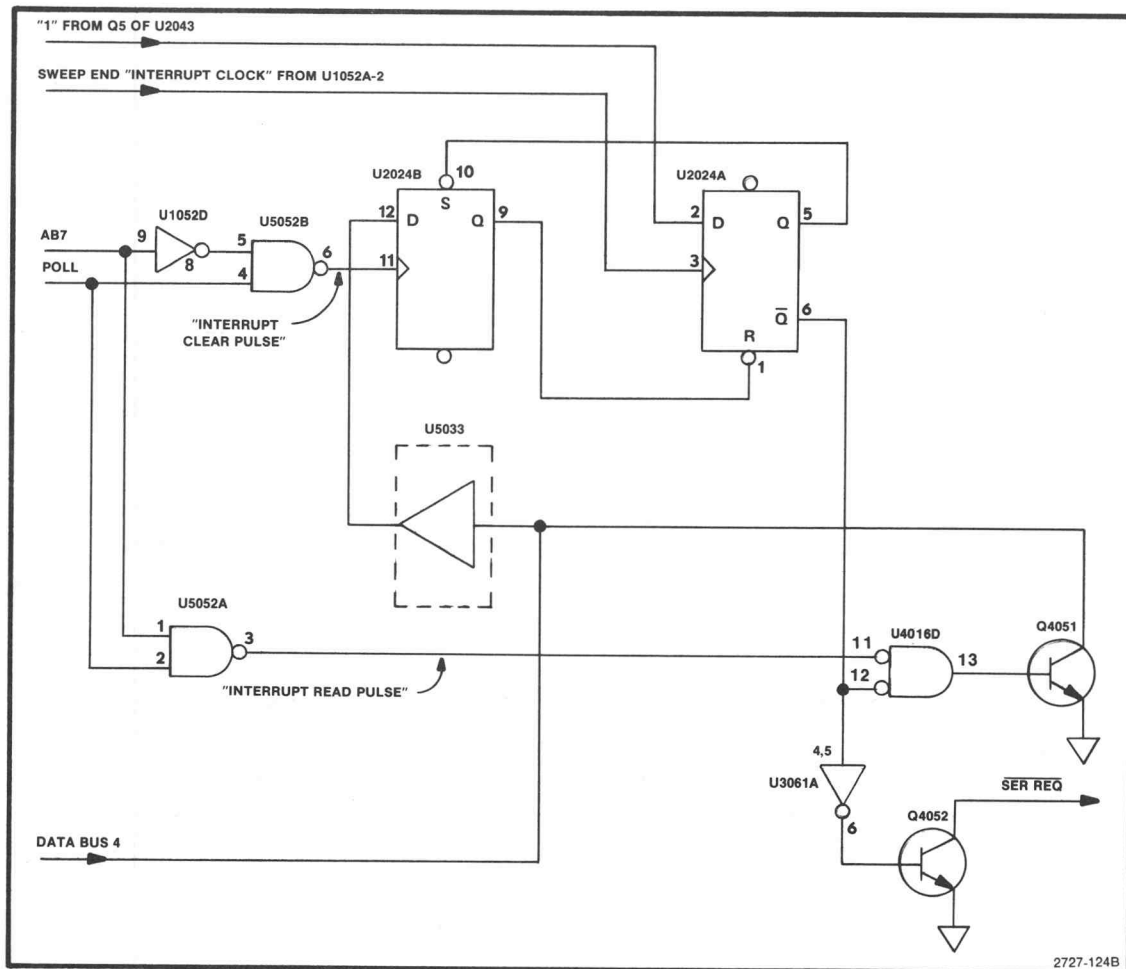 "1" FROM Q5 OF U2043
SWEEP END "INTERRUPT CLOCK" FROM U1052A-2
U2024B
10
S
12
D
Q
9
11
U2024A
2
D
Q
5
3
Q
6
R
1
U1052D
U5052B
AB7
9
8
5
6
POLL
4
"INTERRUPT
CLEAR PULSE"
U5033
U5052A
1
2
3
"INTERRUPT READ PULSE"
U4016D
11
12
13
Q4051
4,5
U3061A
6
SER REQ
Q4052
DATA BUS 4
2727-124B